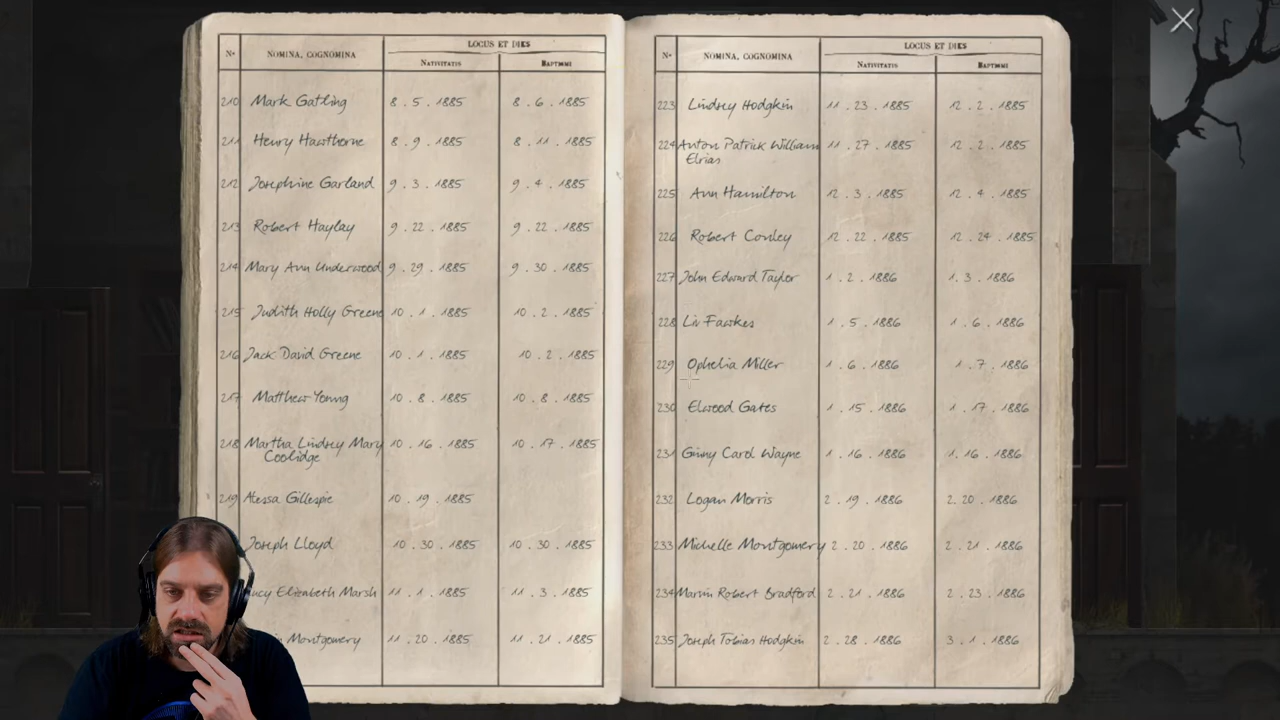 Nº NOMINA, COGNOMINA LOCUS ET DIES
NATIVITATIS BAPTISMI
210 Mark Gatling 8 . 5 . 1885 8 . 6 . 1885
211 Henry Hawthorne 8 . 9 . 1885 8 . 11 . 1885
212 Josephine Garland 9 . 3 . 1885 9 . 4 . 1885
213 Robert Haylay 9 . 22 . 1885 9 . 22 . 1885
214 Mary Ann Underwood 9 . 29 . 1885 9 . 30 . 1885
215 Judith Holly Greene 10 . 1 . 1885 10 . 2 . 1885
216 Jack David Greene 10 . 1 . 1885 10 . 2 . 1885
217 Matthew Young 10 . 8 . 1885 10 . 8 . 1885
218 Martha Lindsey Mary 10 . 16 . 1885 10 . 17 . 1885
Coolidge
219 Alessa Gillespie 10 . 19 . 1885
Joseph Lloyd 10 . 30 . 1885 10 . 30 . 1885
Elizabeth Marsh 11 . 1 . 1885 11 . 3 . 1885
Montgomery 11 . 20 . 1885 11 . 21 . 1885
Nº NOMINA, COGNOMINA LOCUS ET DIES
NATIVITATIS BAPTISMI
223 Lindsey Hodgkin 11 . 23 . 1885 12 . 2 . 1885
224 Anton Patrick William 11 . 27 . 1885 12 . 2 . 1885
Elrias
225 Ann Hamilton 12 . 3 . 1885 12 . 4 . 1885
226 Robert Conley 12 . 22 . 1885 12 . 24 . 1885
227 John Edward Taylor 1 . 2 . 1886 1 . 3 . 1886
228 Liv Fawkes 1 . 5 . 1886 1 . 6 . 1886
229 Ophelia Miller 1 . 6 . 1886 1 . 7 . 1886
230 Elwood Gates 1 . 15 . 1886 1 . 17 . 1886
231 Ginny Carol Wayne 1 . 16 . 1886 1 . 16 . 1886
232 Logan Morris 2 . 19 . 1886 2 . 20 . 1886
233 Michelle Montgomery 2 . 20 . 1886 2 . 21 . 1886
234 Marvin Robert Bradford 2 . 21 . 1886 2 . 23 . 1886
235 Joseph Tobias Hodgkin 2 . 28 . 1886 3 . 1 . 1886